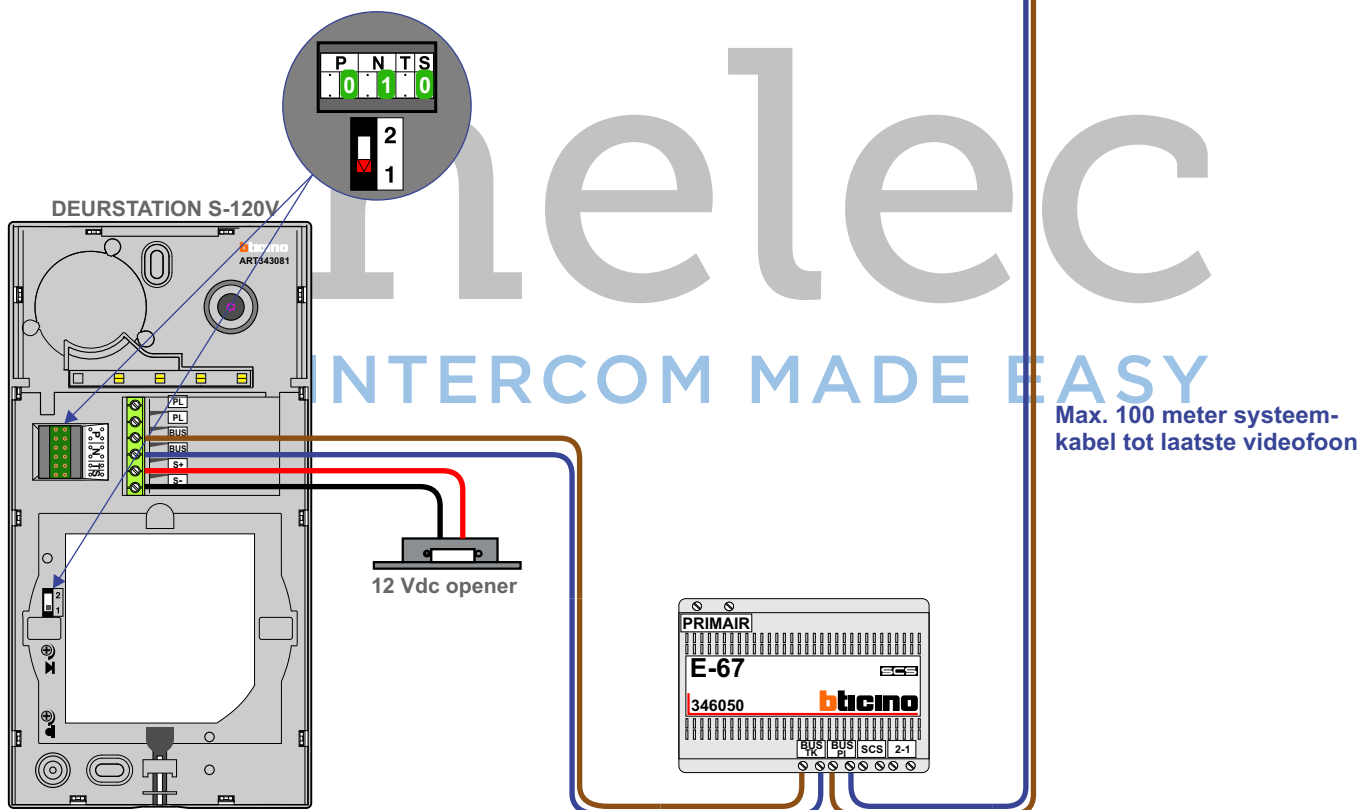 P N T S
0 1 0
2
1
nelec
INTERCOM MADE EASY
DEURSTATION S-120V
bticino
ART343081
PL
PL
BUS
BUS
S+
S-
P N T S
2
1
12 Vdc opener
Max. 100 meter systeem-
kabel tot laatste videofoon
PRIMAIR
E-67
SCS
346050
bticino
BUS TK BUS PI SCS 2-1